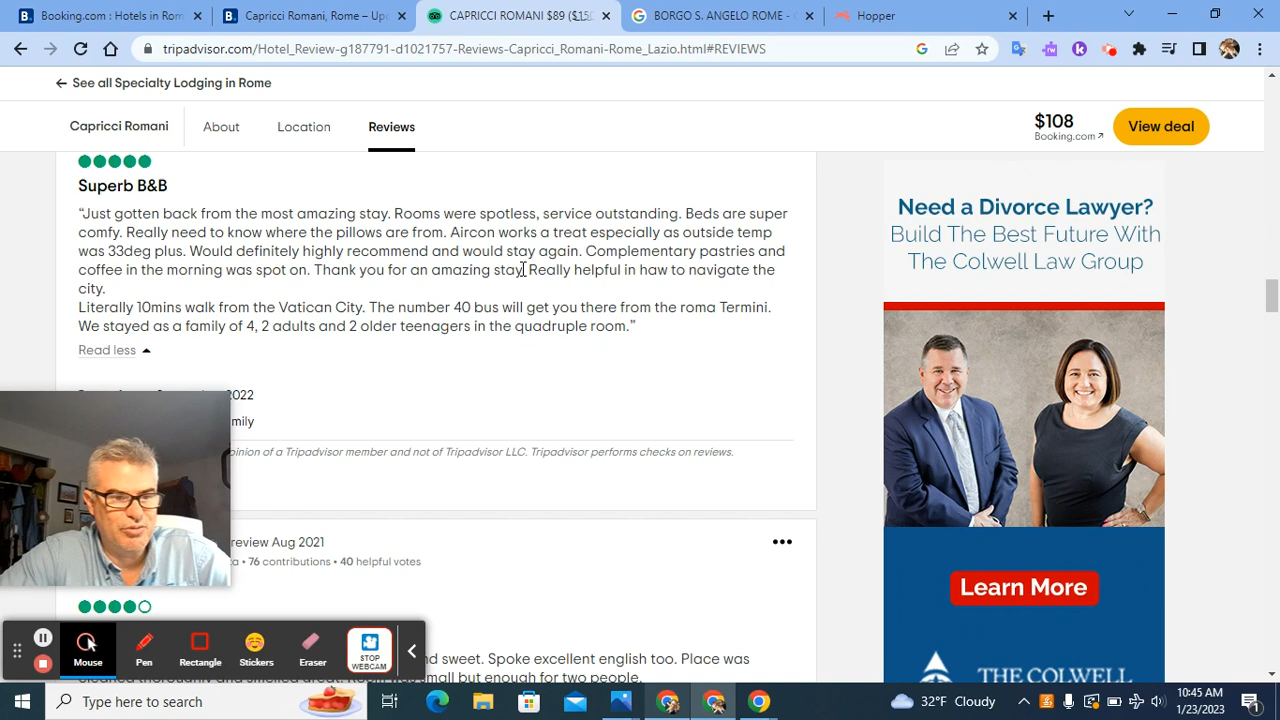 Booking.com : Hotels in Rom
Capricci Romani, Rome – Up
CAPRICCI ROMANI $89 ($150
BORGO S. ANGELO ROME -
Hopper
tripadvisor.com/Hotel_Review-g187791-d1021757-Reviews-Capricci_Romani-Rome_Lazio.html#REVIEWS
See all Specialty Lodging in Rome
Capricci Romani
About
Location
Reviews
$108
Booking.com
View deal
Superb B&B
“Just gotten back from the most amazing stay. Rooms were spotless, service outstanding. Beds are super
comfy. Really need to know where the pillows are from. Aircon works a treat especially as outside temp
was 33deg plus. Would definitely highly recommend and would stay again. Complementary pastries and
coffee in the morning was spot on. Thank you for an amazing stay. Really helpful in haw to navigate the
city.
Literally 10mins walk from the Vatican City. The number 40 bus will get you there from the roma Termini.
We stayed as a family of 4, 2 adults and 2 older teenagers in the quadruple room.”
Read less
2022
mily
pinion of a Tripadvisor member and not of Tripadvisor LLC. Tripadvisor performs checks on reviews.
review Aug 2021
76 contributions • 40 helpful votes
nd sweet. Spoke excellent english too. Place was
small but enough for two people.
Need a Divorce Lawyer?
Build The Best Future With
The Colwell Law Group
Learn More
THE COLWELL
Mouse
Pen
Rectangle
Stickers
Eraser
STOP
WEBCAM
Type here to search
32°F Cloudy
10:45 AM
1/23/2023